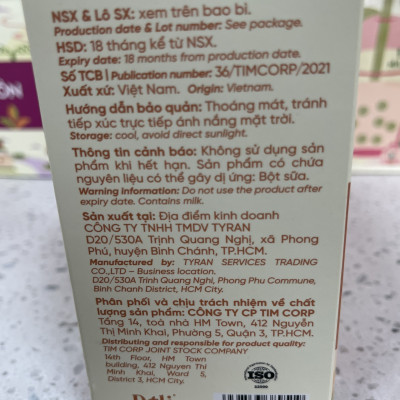 NSX & Lô SX: xem trên bao bì.
Production date & Lot number: See package.
HSD: 18 tháng kể từ NSX.
Expiry date: 18 months from production date.
Số TCB | Publication number: 36/TIMCORP/2021
Xuất xứ: Việt Nam. Origin: Vietnam.
Hướng dẫn bảo quản: Thoáng mát, tránh
tiếp xúc trực tiếp ánh nắng mặt trời.
Storage: cool, avoid direct sunlight.
Thông tin cảnh báo: Không sử dụng sản
phẩm khi hết hạn. Sản phẩm có chứa
nguyên liệu có thể gây dị ứng: Bột sữa.
Warning information: Do not use the product after
expiry date. Contains milk.
Sản xuất tại: Địa điểm kinh doanh
CÔNG TY TNHH TMDV TYRAN
D20/530A Trịnh Quang Nghị, xã Phong
Phú, huyện Bình Chánh, TP.HCM.
Manufactured by: TYRAN SERVICES TRADING
CO.,LTD – Business location.
D20/530A Trinh Quang Nghi, Phong Phu Commune,
Binh Chanh District, HCM City.
Phân phối và chịu trách nhiệm về chất
lượng sản phẩm: CÔNG TY CP TIM CORP
Tầng 14, toà nhà HM Town, 412 Nguyễn
Thị Minh Khai, Phường 5, Quận 3, TP.HCM.
Distributing and responsible for product quality:
TIM CORP JOINT STOCK COMPANY
14th Floor, HM Town
building, 412 Nguyen Thi
Minh Khai, Ward 5,
District 3, HCM City
ISO